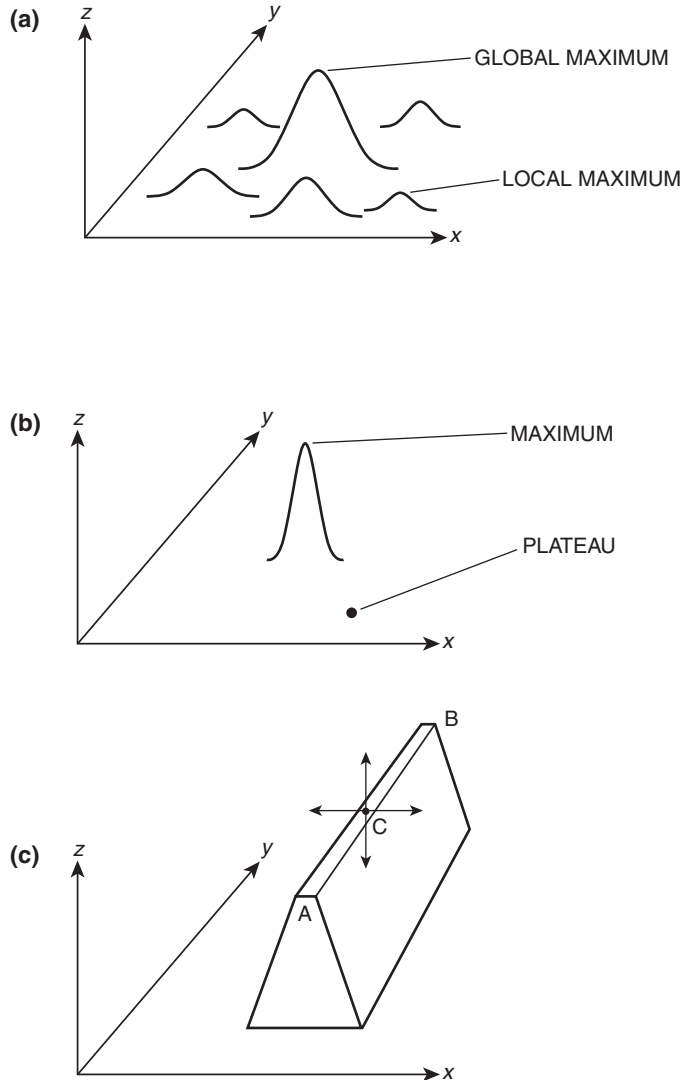 (a)
z
y
GLOBAL MAXIMUM
LOCAL MAXIMUM
x
(b)
z
y
MAXIMUM
PLATEAU
x
B
C
(c)
z
y
A
x